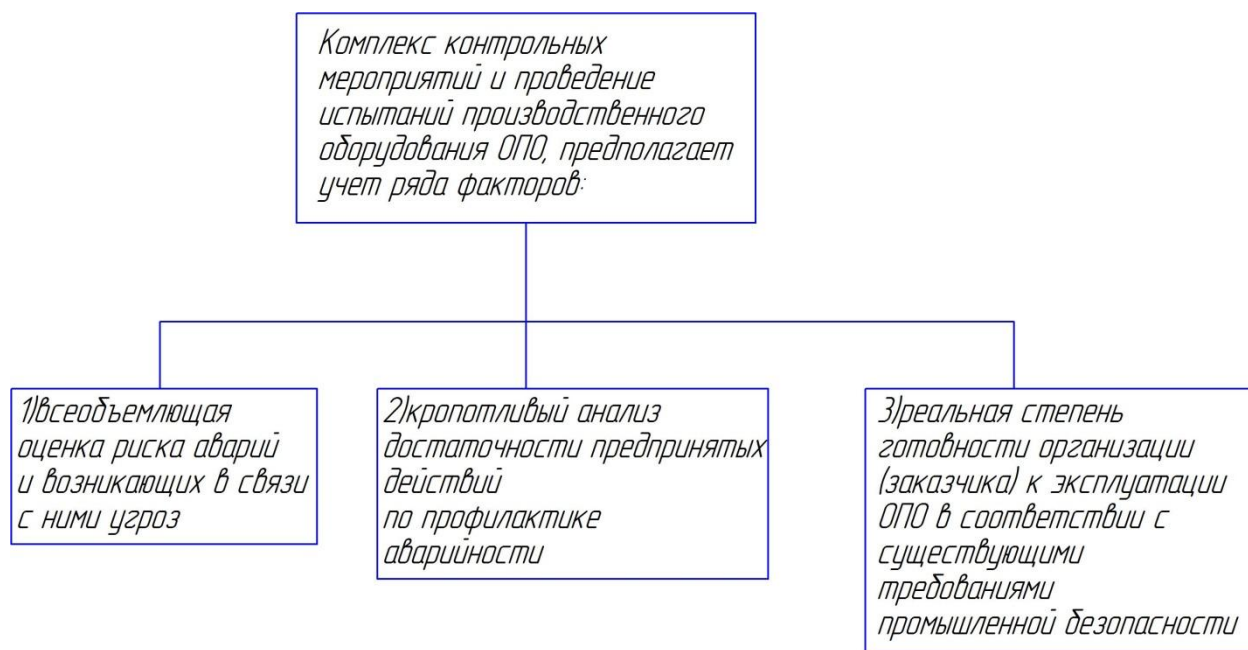 Комплекс контрольных
мероприятий и проведение
испытаний производственного
оборудования ОПО, предполагает
учет ряда факторов:
1)всеобъемлющая
оценка риска аварий
и возникающих в связи
с ними угроз
2)кропотливый анализ
достаточности предпринятых
действий
по профилактике
аварийности
3)реальная степень
готовности организации
(заказчика) к эксплуатации
ОПО в соответствии с
существующими
требованиями
промышленной безопасности